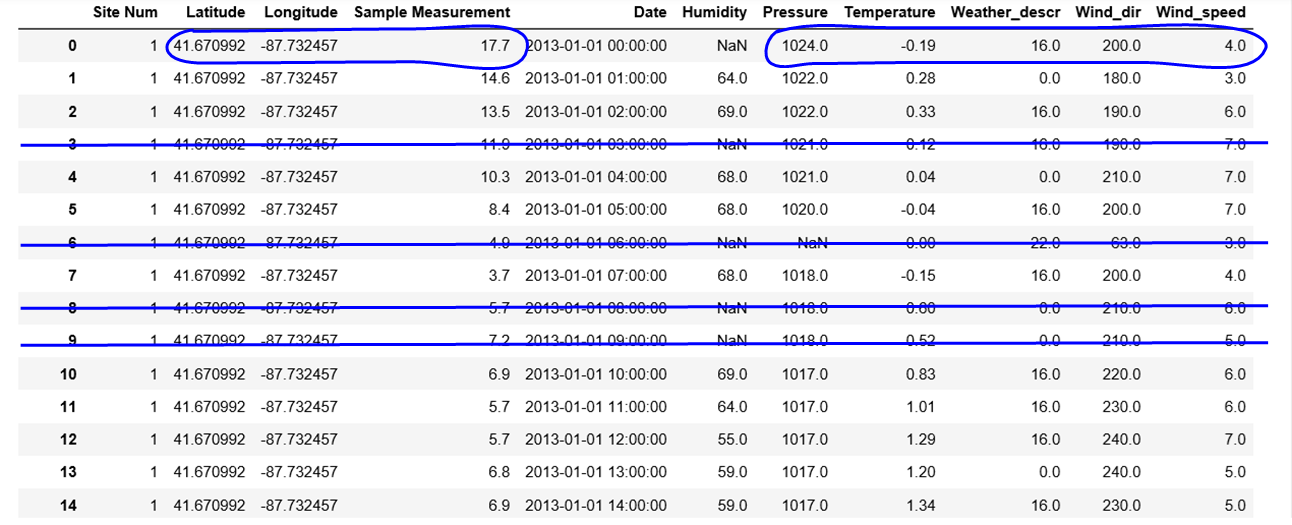 Site Num Latitude Longitude Sample Measurement Date Humidity Pressure Temperature Weather_descr Wind_dir Wind_speed
0 1 41.670992 -87.732457 17.7 2013-01-01 00:00:00 NaN 1024.0 -0.19 16.0 200.0 4.0
1 1 41.670992 -87.732457 14.6 2013-01-01 01:00:00 64.0 1022.0 0.28 0.0 180.0 3.0
2 1 41.670992 -87.732457 13.5 2013-01-01 02:00:00 69.0 1022.0 0.33 16.0 190.0 6.0
3 1 41.670992 -87.732457 11.9 2013-01-01 03:00:00 NaN 1021.0 0.12 16.0 190.0 7.0
4 1 41.670992 -87.732457 10.3 2013-01-01 04:00:00 68.0 1021.0 0.04 0.0 210.0 7.0
5 1 41.670992 -87.732457 8.4 2013-01-01 05:00:00 68.0 1020.0 -0.04 16.0 200.0 7.0
6 1 41.670992 -87.732457 4.9 2013-01-01 06:00:00 NaN NaN 0.00 22.0 63.0 3.0
7 1 41.670992 -87.732457 3.7 2013-01-01 07:00:00 68.0 1018.0 -0.15 16.0 200.0 4.0
8 1 41.670992 -87.732457 5.7 2013-01-01 08:00:00 NaN 1018.0 0.60 0.0 210.0 6.0
9 1 41.670992 -87.732457 7.2 2013-01-01 09:00:00 NaN 1018.0 0.52 0.0 210.0 5.0
10 1 41.670992 -87.732457 6.9 2013-01-01 10:00:00 69.0 1017.0 0.83 16.0 220.0 6.0
11 1 41.670992 -87.732457 5.7 2013-01-01 11:00:00 64.0 1017.0 1.01 16.0 230.0 6.0
12 1 41.670992 -87.732457 5.7 2013-01-01 12:00:00 55.0 1017.0 1.29 16.0 240.0 7.0
13 1 41.670992 -87.732457 6.8 2013-01-01 13:00:00 59.0 1017.0 1.20 0.0 240.0 5.0
14 1 41.670992 -87.732457 6.9 2013-01-01 14:00:00 59.0 1017.0 1.34 16.0 230.0 5.0